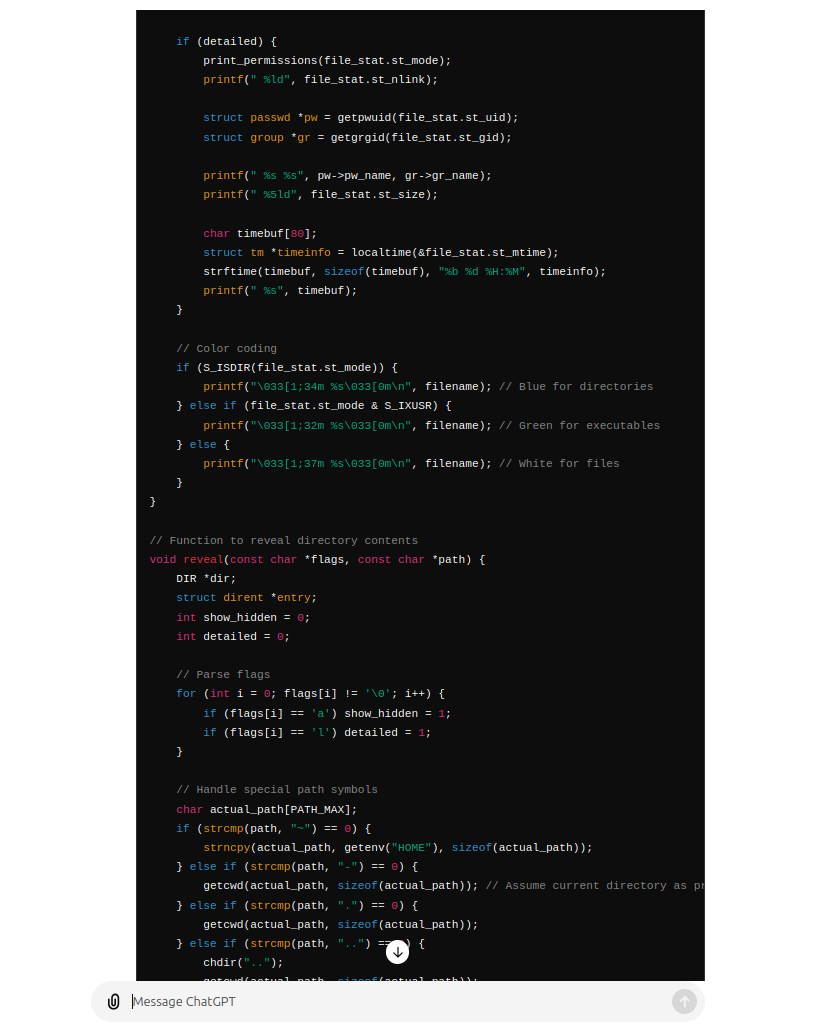 if (detailed) {
        print_permissions(file_stat.st_mode);
        printf(" %ld", file_stat.st_nlink);

        struct passwd *pw = getpwuid(file_stat.st_uid);
        struct group *gr = getgrgid(file_stat.st_gid);

        printf(" %s %s", pw->pw_name, gr->gr_name);
        printf(" %5ld", file_stat.st_size);

        char timebuf[80];
        struct tm *timeinfo = localtime(&file_stat.st_mtime);
        strftime(timebuf, sizeof(timebuf), "%b %d %H:%M", timeinfo);
        printf(" %s", timebuf);
    }

    // Color coding
    if (S_ISDIR(file_stat.st_mode)) {
        printf("\033[1;34m %s\033[0m\n", filename); // Blue for directories
    } else if (file_stat.st_mode & S_IXUSR) {
        printf("\033[1;32m %s\033[0m\n", filename); // Green for executables
    } else {
        printf("\033[1;37m %s\033[0m\n", filename); // White for files
    }
}

// Function to reveal directory contents
void reveal(const char *flags, const char *path) {
    DIR *dir;
    struct dirent *entry;
    int show_hidden = 0;
    int detailed = 0;

    // Parse flags
    for (int i = 0; flags[i] != '\0'; i++) {
        if (flags[i] == 'a') show_hidden = 1;
        if (flags[i] == 'l') detailed = 1;
    }

    // Handle special path symbols
    char actual_path[PATH_MAX];
    if (strcmp(path, "~") == 0) {
        strncpy(actual_path, getenv("HOME"), sizeof(actual_path));
    } else if (strcmp(path, "-") == 0) {
        getcwd(actual_path, sizeof(actual_path)); // Assume current directory as
    } else if (strcmp(path, ".") == 0) {
        getcwd(actual_path, sizeof(actual_path));
    } else if (strcmp(path, "..") == ) {
        chdir("..");
        getcwd(actual_path, sizeof(actual_path));
Message ChatGPT